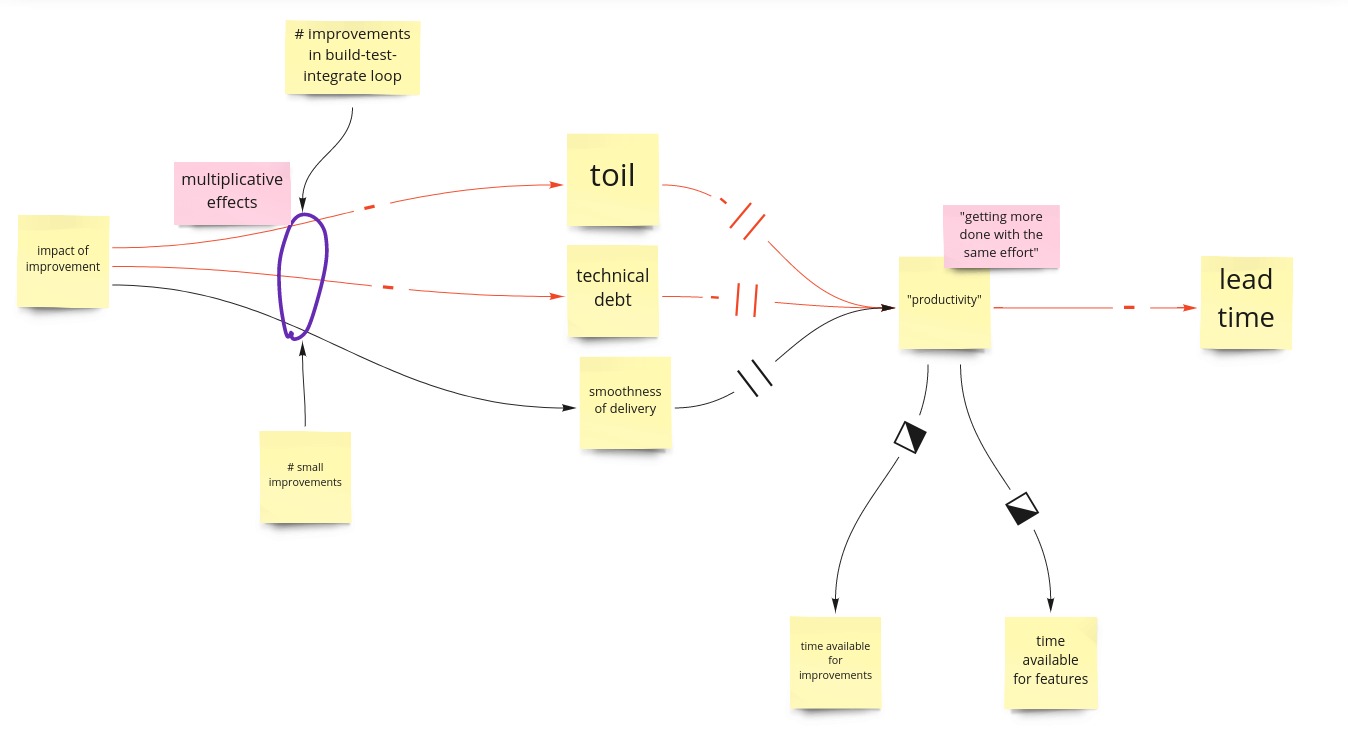 # improvements
in build-test-
integrate loop
multiplicative
effects
impact of
improvement
toil
technical
debt
smoothness
of delivery
# small
improvements
"getting more
done with the
same effort"
"productivity"
lead
time
time available
for
improvements
time
available
for features